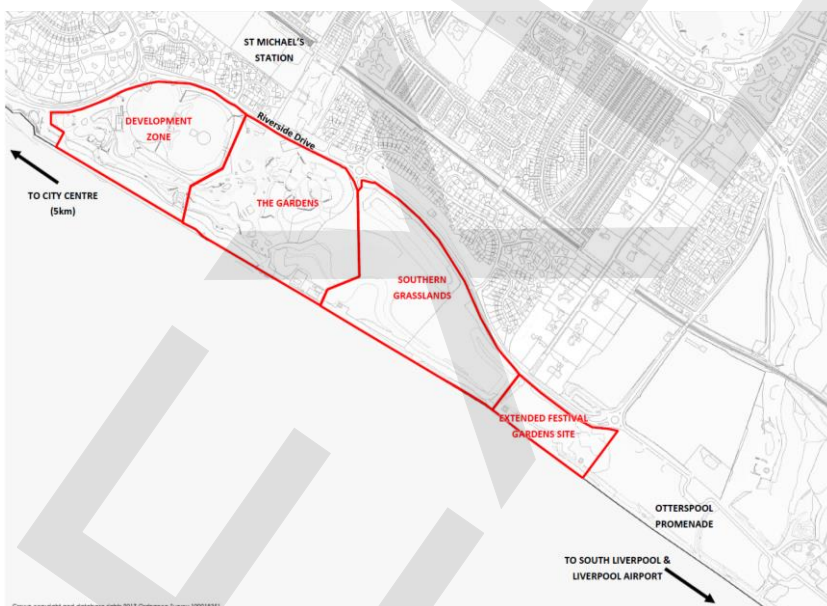 ST MICHAEL'S
STATION
DEVELOPMENT
ZONE
Riverside Drive
TO CITY CENTRE
(5km)
THE GARDENS
SOUTHERN
GRASSLANDS
EXTENDED FESTIVAL
GARDENS SITE
OTTERSPOOL
PROMENADE
TO SOUTH LIVERPOOL &
LIVERPOOL AIRPORT